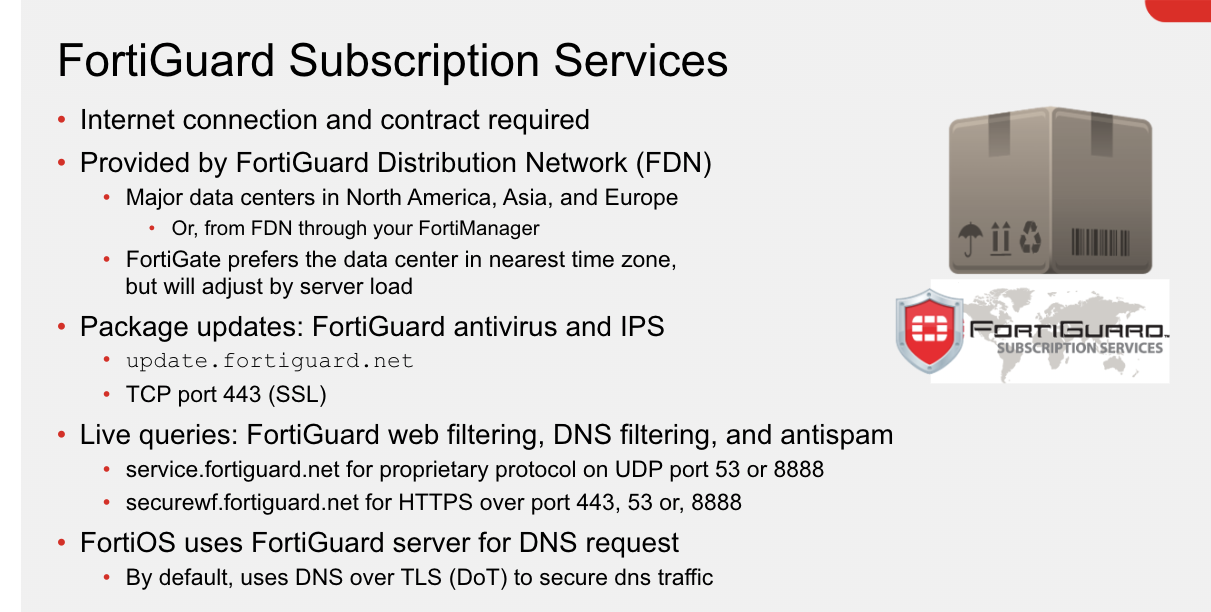 FortiGuard Subscription Services
• Internet connection and contract required
• Provided by FortiGuard Distribution Network (FDN)
• Major data centers in North America, Asia, and Europe
• Or, from FDN through your FortiManager
• FortiGate prefers the data center in nearest time zone,
but will adjust by server load
• Package updates: FortiGuard antivirus and IPS
• update.fortiguard.net
• TCP port 443 (SSL)
• Live queries: FortiGuard web filtering, DNS filtering, and antispam
• service.fortiguard.net for proprietary protocol on UDP port 53 or 8888
• securewf.fortiguard.net for HTTPS over port 443, 53 or, 8888
• FortiOS uses FortiGuard server for DNS request
• By default, uses DNS over TLS (DoT) to secure dns traffic
FORTIGUARD™
SUBSCRIPTION SERVICES